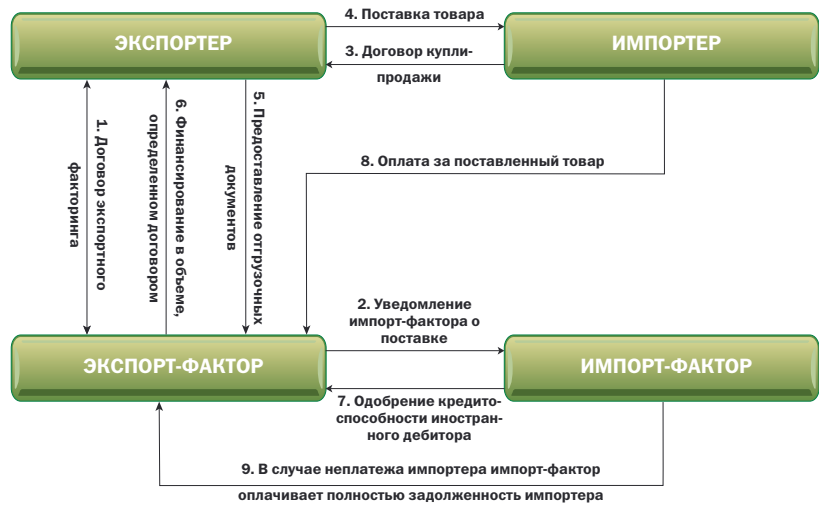 4. Поставка товара
ЭКСПОРТЕР
ИМПОРТЕР
3. Договор купли-
продажи
1. Договор экспортного
факторинга
6. Финансирование в объеме,
определенном договором
5. Предоставление отгрузочных
документов
8. Оплата за поставленный товар
2. Уведомление
импорт-фактора о
поставке
ЭКСПОРТ-ФАКТОР
ИМПОРТ-ФАКТОР
7. Одобрение кредито-
способности иностран-
ного дебитора
9. В случае неплатежа импортера импорт-фактор
оплачивает полностью задолженность импортера